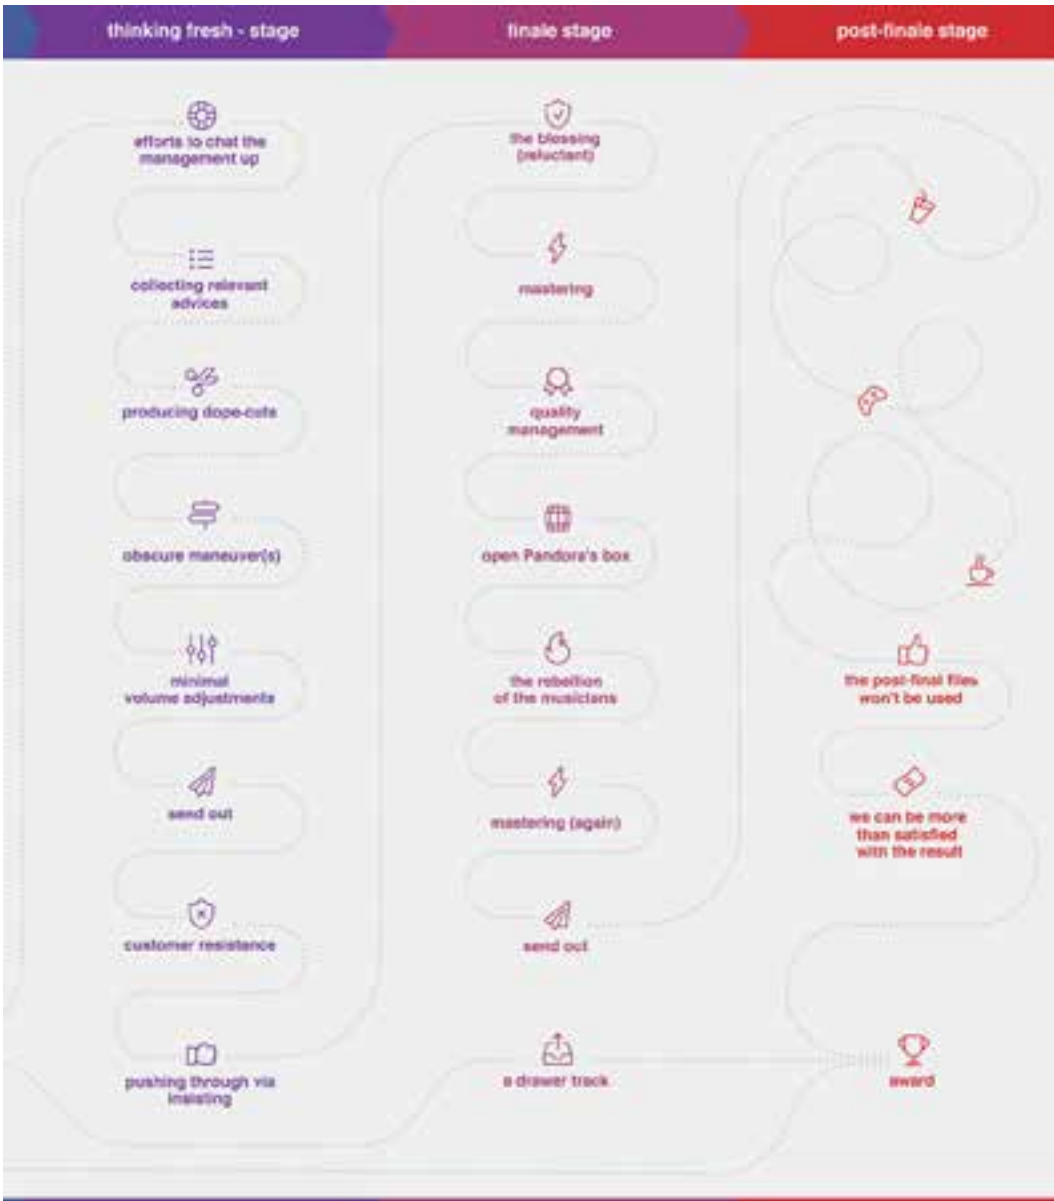 thinking fresh - stage
finale stage
post-finale stage
efforts to chat the
management up
collecting relevant
advices
producing dope-cuts
obscure maneuver(s)
minimal
volume adjustments
send out
customer resistance
pushing through via
insisting
the blessing
(reluctant)
mastering
quality
management
open Pandora's box
the rebellion
of the musicians
mastering (again)
send out
a drawer track
the post-final files
won't be used
we can be more
than satisfied
with the result
award